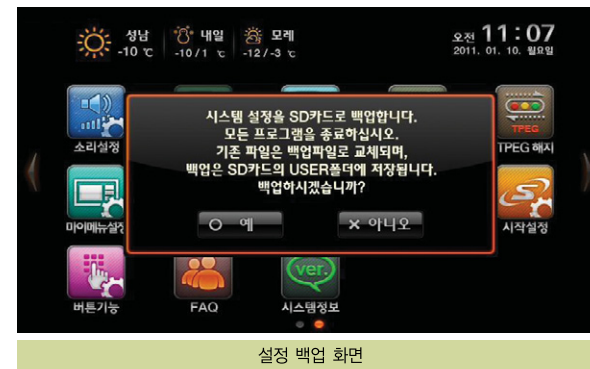 성남
-10 ℃
내일
-10/1 ℃
모레
-12/-3 ℃
오전 11:07
2011. 01. 10. 월요일
시스템 설정을 SD카드로 백업합니다.
모든 프로그램을 종료하십시오.
기존 파일은 백업파일로 교체되며,
백업은 SD카드의 USER폴더에 저장됩니다.
백업하시겠습니까?
예
아니오
소리설정
TPEG
TPEG 해지
마이메뉴설정
시작설정
버튼기능
FAQ
ver.
시스템정보
설정 백업 화면